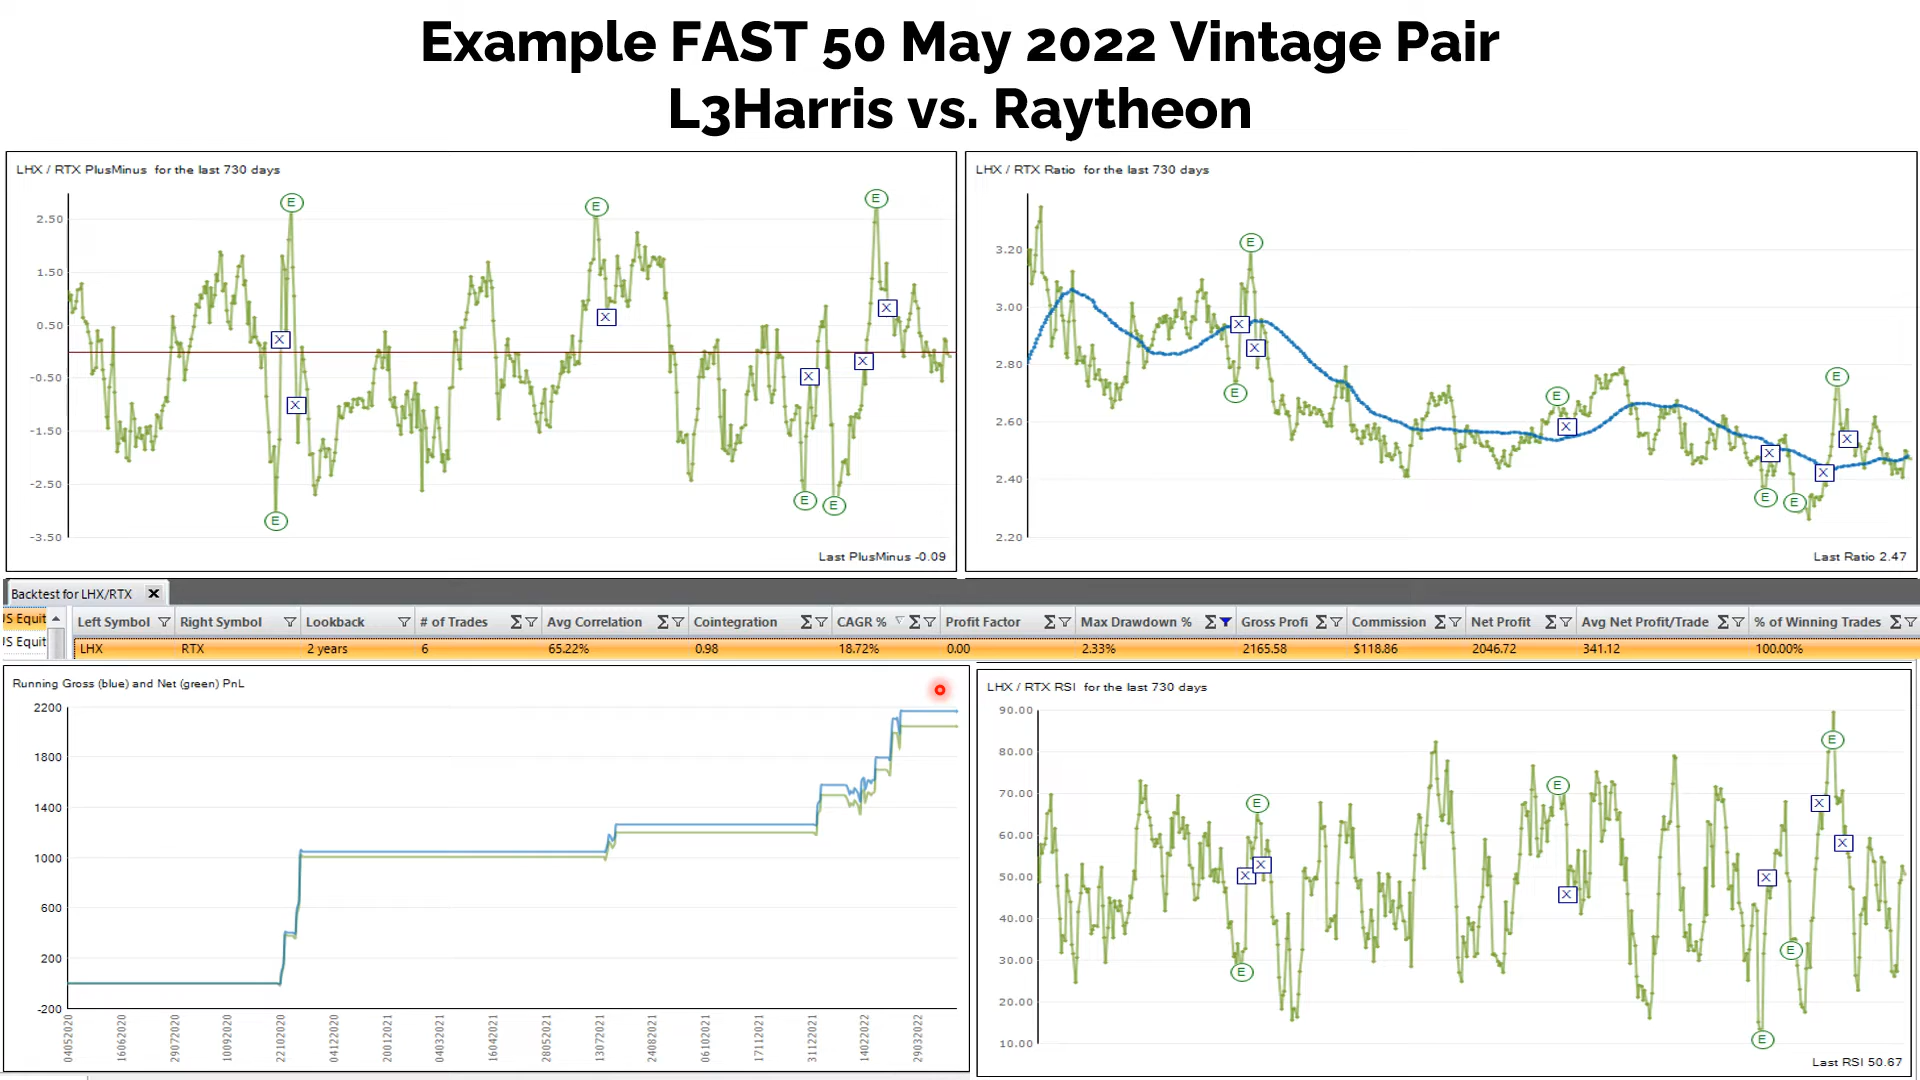 Example FAST 50 May 2022 Vintage Pair
L3Harris vs. Raytheon
LHX / RTX PlusMinus for the last 730 days
2.50
1.50
0.50
-0.50
-1.50
-2.50
-3.50
E
E
E
E
E
E
X
X
X
X
X
X
Last PlusMinus -0.09
LHX / RTX Ratio for the last 730 days
3.20
3.00
2.80
2.60
2.40
2.20
E
E
E
E
E
E
X
X
X
X
X
X
Last Ratio 2.47
Backtest for LHX/RTX
JS Equit
JS Equit
Left Symbol Right Symbol Lookback # of Trades Σ Avg Correlation Σ Cointegration Σ CAGR % Σ Profit Factor Σ Max Drawdown % Σ Gross Profi Σ Commission Σ Net Profit Σ Avg Net Profit/Trade Σ % of Winning Trades Σ
LHX RTX 2 years 6 65.22% 0.98 18.72% 0.00 2.33% 2165.58 $118.86 2046.72 341.12 100.00%
Running Gross (blue) and Net (green) PnL
2200
1800
1400
1000
600
200
-200
04052020 16062020 29072020 10092020 22102020 04122020 20012021 04032021 16042021 28052021 13072021 24082021 06102021 17112021 31122021 14022022 29032022
LHX / RTX RSI for the last 730 days
90.00
80.00
70.00
60.00
50.00
40.00
30.00
20.00
10.00
E
E
E
E
E
E
X
X
X
X
X
X
Last RSI 50.67